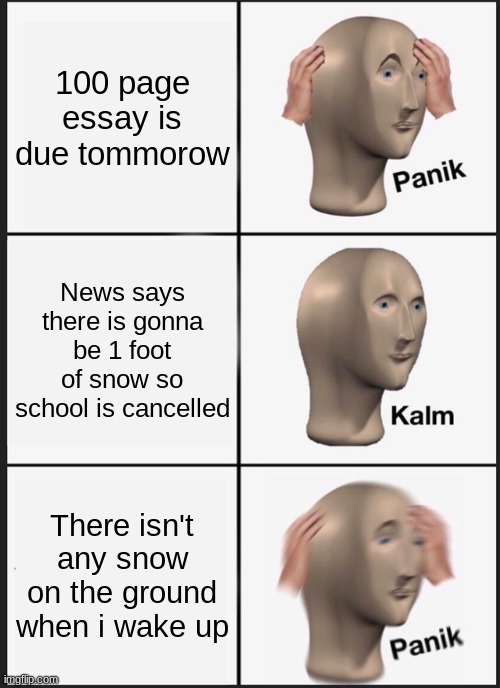 100 page
essay is
due tommorow
Panik
News says
there is gonna
be 1 foot
of snow so
school is cancelled
Kalm
There isn't
any snow
on the ground
when i wake up
Panik
imgflip.com